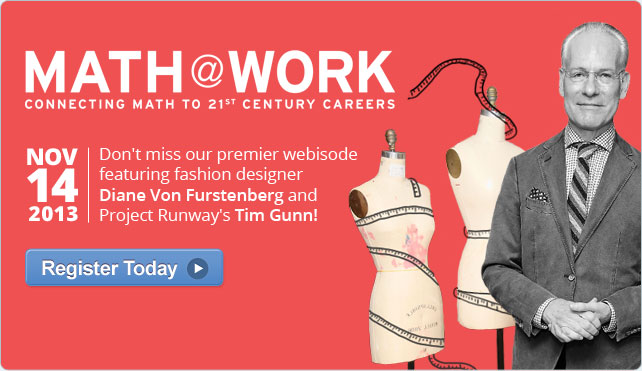 MATH@WORK
CONNECTING MATH TO 21ST CENTURY CAREERS
NOV
14
2013
Don't miss our premier webisode
featuring fashion designer
Diane Von Furstenberg and
Project Runway's Tim Gunn!
Register Today